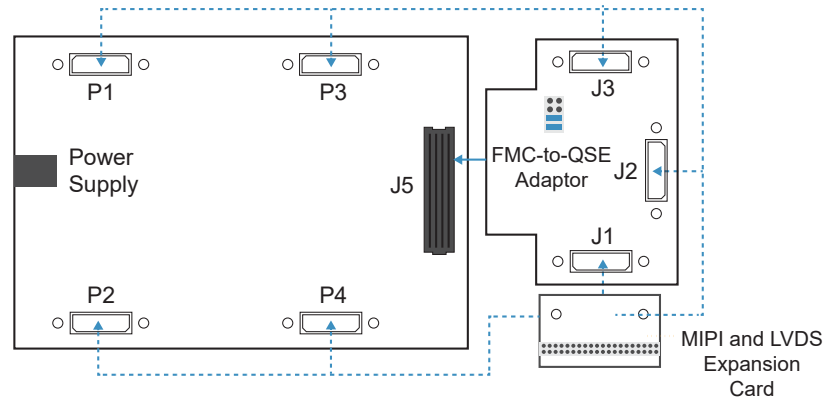 P1
P3
J3
Power
Supply
J5
FMC-to-QSE
Adaptor
J2
J1
P2
P4
MIPI and LVDS
Expansion
Card